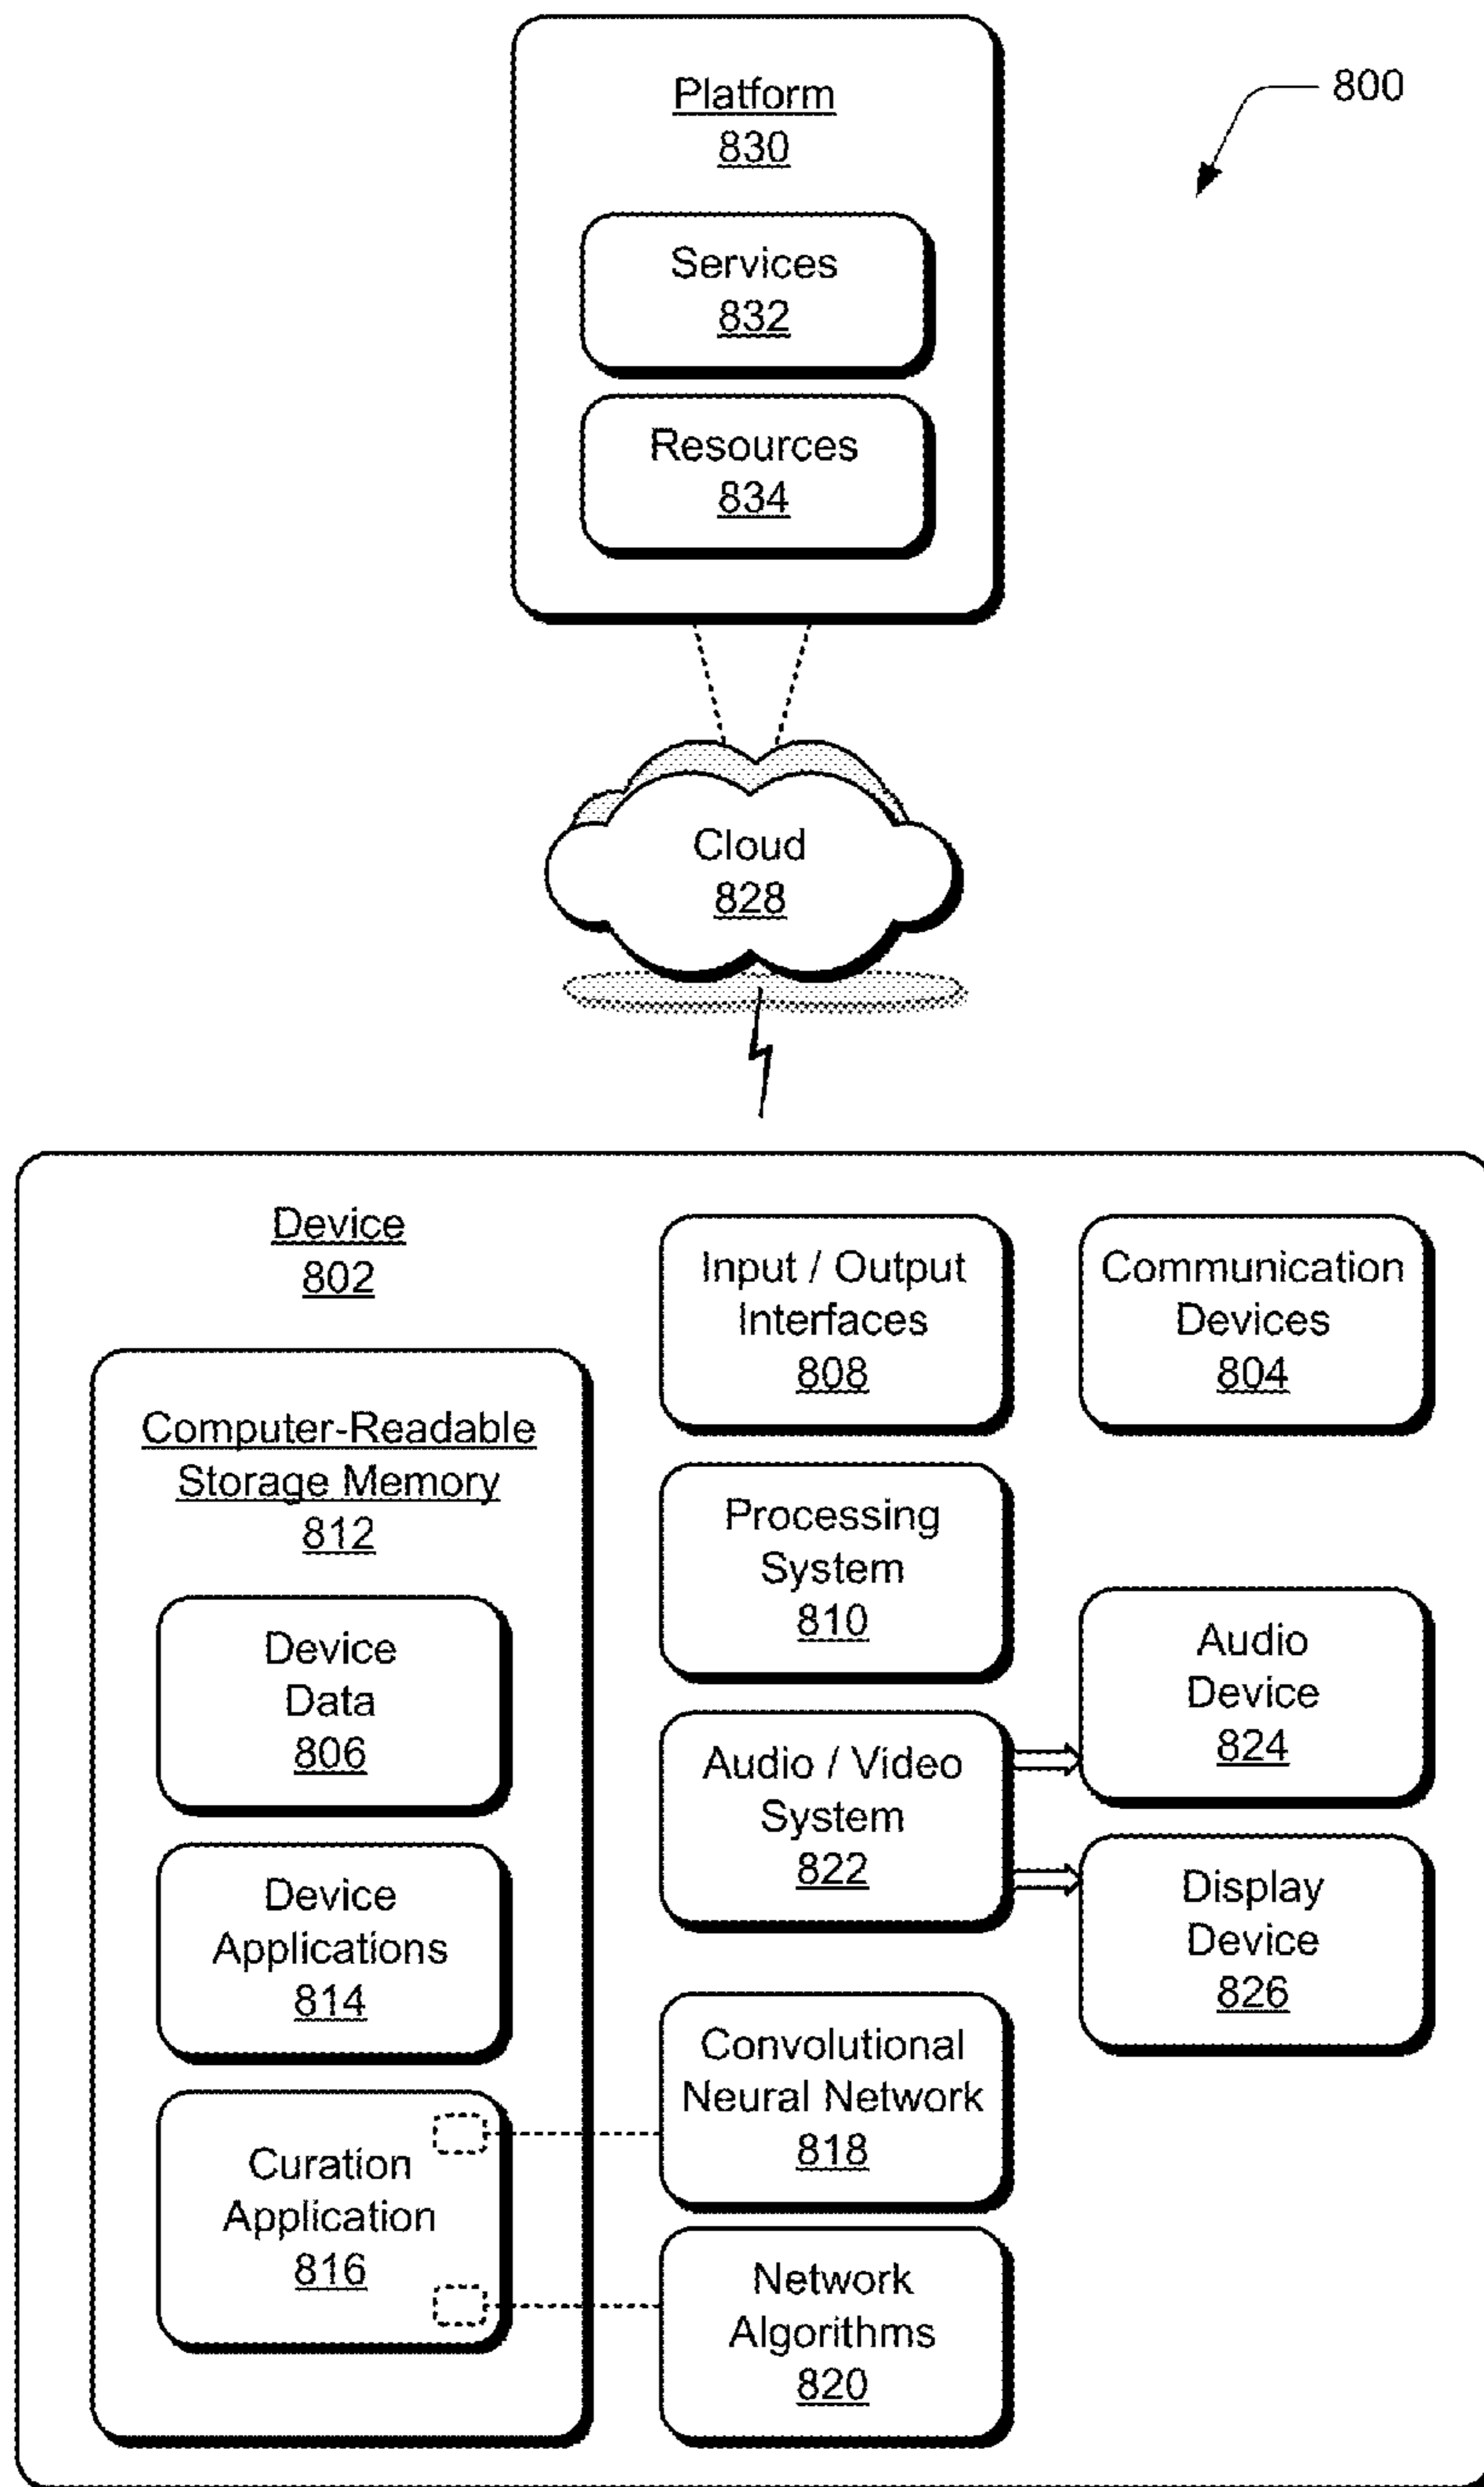 Platform
830
800
Services
832
Resources
834
Cloud
828
Device
802
Input / Output
Interfaces
808
Communication
Devices
804
Computer-Readable
Storage Memory
812
Processing
System
810
Device
Data
806
Audio
Device
824
Audio / Video
System
822
Device
Applications
814
Display
Device
826
Convolutional
Neural Network
818
Curation
Application
816
Network
Algorithms
820